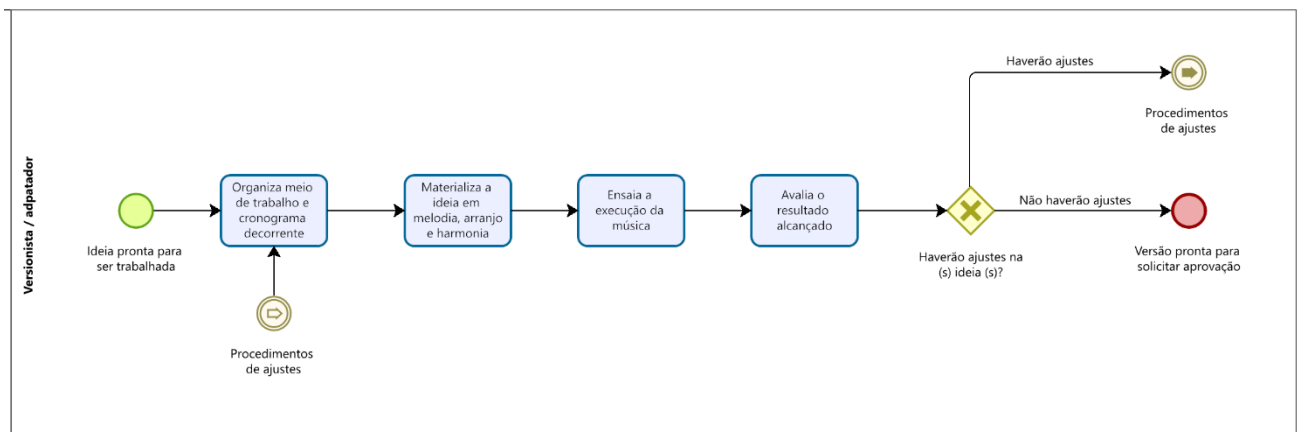 Versionista / adpatador
Ideia pronta para
ser trabalhada
Organiza meio
de trabalho e
cronograma
decorrente
Procedimentos
de ajustes
Materializa a
ideia em
melodia, arranjo
e harmonia
Ensaia a
execução da
música
Avalia o
resultado
alcançado
Haverão ajustes na
(s) ideia (s)?
Haverão ajustes
Procedimentos
de ajustes
Não haverão ajustes
Versão pronta para
solicitar aprovação